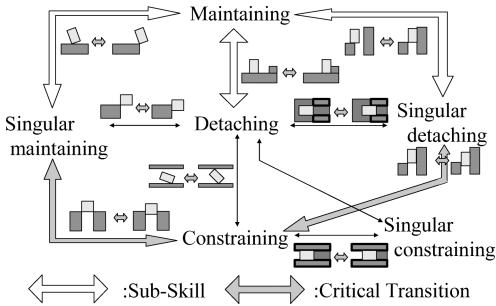 Maintaining
Singular
maintaining
Detaching
Singular
detaching
Constraining
Singular
constraining
:Sub-Skill
:Critical Transition